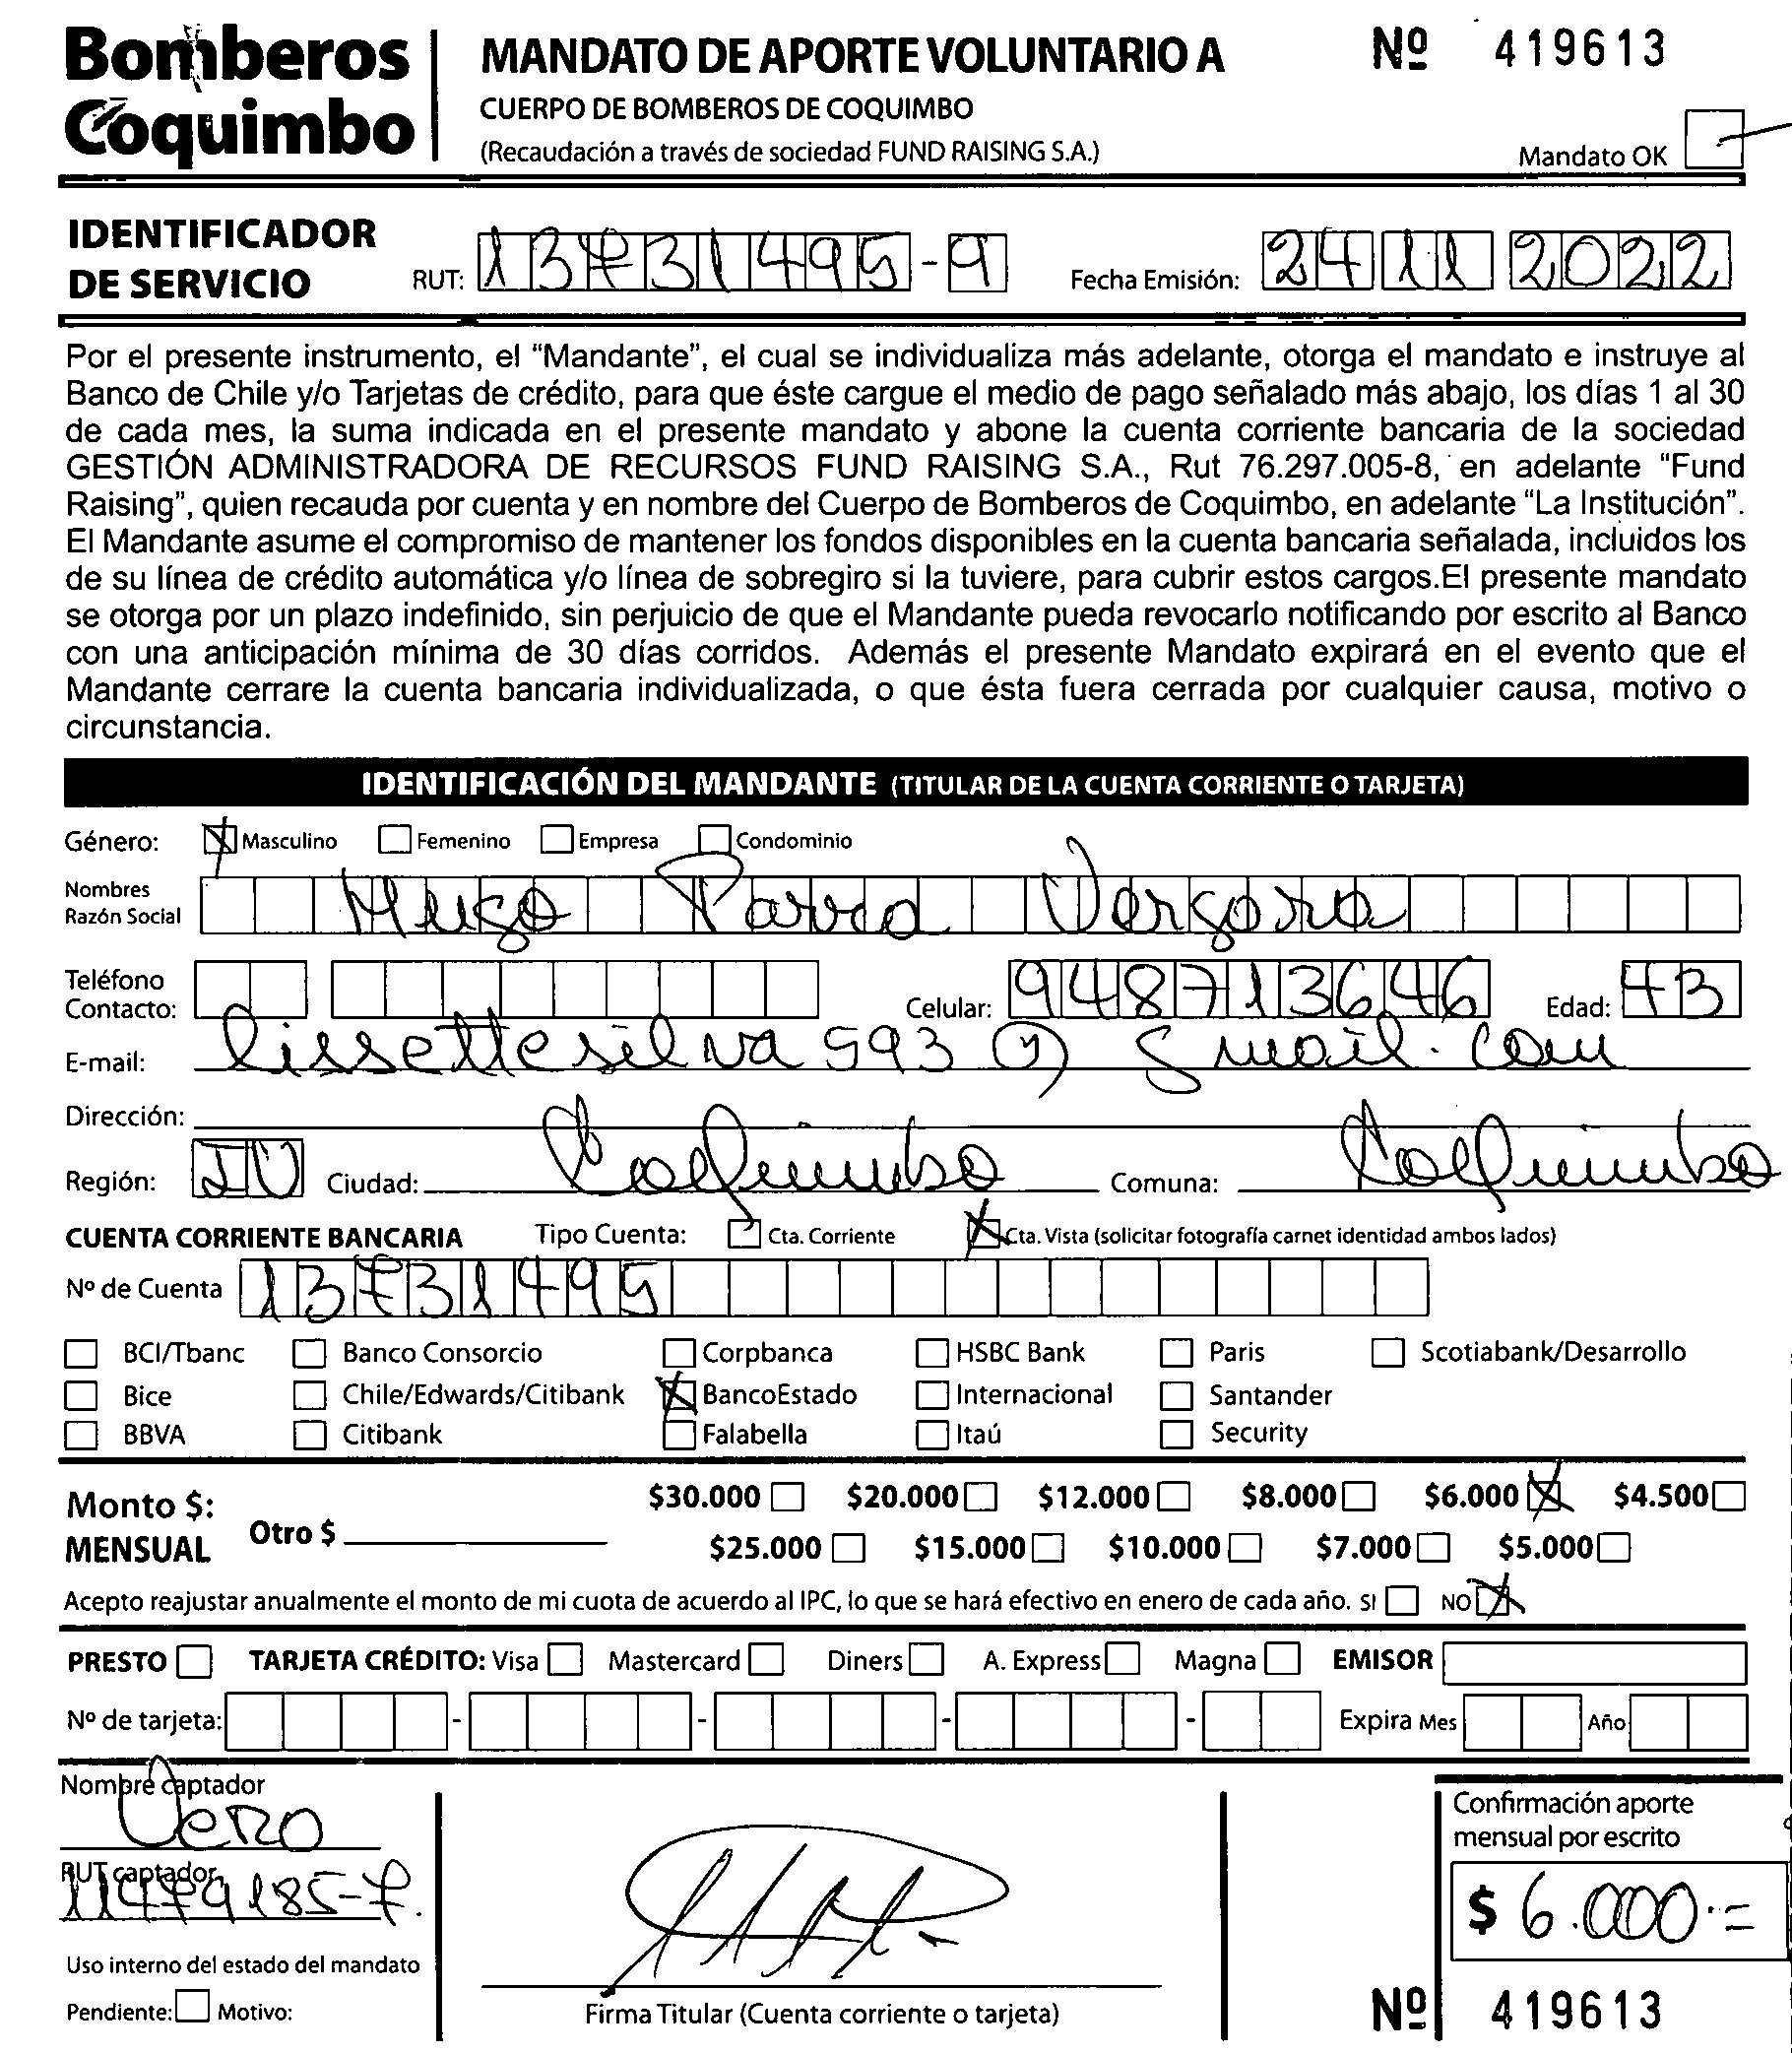 Bomberos Coquimbo
MANDATO DE APORTE VOLUNTARIO A
CUERPO DE BOMBEROS DE COQUIMBO
(Recaudación a través de sociedad FUND RAISING S.A.)
Nº 419613
Mandato OK
IDENTIFICADOR DE SERVICIO
RUT: 13731495-9 Fecha Emisión: 24 11 2022
Por el presente instrumento, el “Mandante”, el cual se individualiza más adelante, otorga el mandato e instruye al
Banco de Chile y/o Tarjetas de crédito, para que éste cargue el medio de pago señalado más abajo, los días 1 al 30
de cada mes, la suma indicada en el presente mandato y abone la cuenta corriente bancaria de la sociedad
GESTIÓN ADMINISTRADORA DE RECURSOS FUND RAISING S.A., Rut 76.297.005-8, en adelante “Fund
Raising”, quien recauda por cuenta y en nombre del Cuerpo de Bomberos de Coquimbo, en adelante “La Institución”.
El Mandante asume el compromiso de mantener los fondos disponibles en la cuenta bancaria señalada, incluidos los
de su línea de crédito automática y/o línea de sobregiro si la tuviere, para cubrir estos cargos.El presente mandato
se otorga por un plazo indefinido, sin perjuicio de que el Mandante pueda revocarlo notificando por escrito al Banco
con una anticipación mínima de 30 días corridos. Además el presente Mandato expirará en el evento que el
Mandante cerrare la cuenta bancaria individualizada, o que ésta fuera cerrada por cualquier causa, motivo o
circunstancia.
IDENTIFICACIÓN DEL MANDANTE (TITULAR DE LA CUENTA CORRIENTE O TARJETA)
Género: Masculino Femenino Empresa Condominio
Nombres Razón Social Hugo Parra Vergara
Teléfono Contacto: Celular: 948713646 Edad: 43
E-mail: lissettesilva593@gmail.com
Dirección:
Región: IV Ciudad: Coquimbo Comuna: Coquimbo
CUENTA CORRIENTE BANCARIA Tipo Cuenta: Cta. Corriente Cta. Vista (solicitar fotografía carnet identidad ambos lados)
Nº de Cuenta 13731495
BCI/Tbanc Banco Consorcio Corpbanca HSBC Bank Paris Scotiabank/Desarrollo
Bice Chile/Edwards/Citibank BancoEstado Internacional Santander
BBVA Citibank Falabella Itaú Security
Monto $: MENSUAL Otro $
$30.000 $20.000 $12.000 $8.000 $6.000 $4.500
$25.000 $15.000 $10.000 $7.000 $5.000
Acepto reajustar anualmente el monto de mi cuota de acuerdo al IPC, lo que se hará efectivo en enero de cada año. SI NO
PRESTO TARJETA CRÉDITO: Visa Mastercard Diners A. Express Magna EMISOR
Nº de tarjeta: - - - - Expira Mes Año
Nombre captador
Vero
RUT captador
11479185-7.
Uso interno del estado del mandato
Pendiente: Motivo:
Firma Titular (Cuenta corriente o tarjeta)
Confirmación aporte
mensual por escrito
$ 6.000.=
Nº 419613